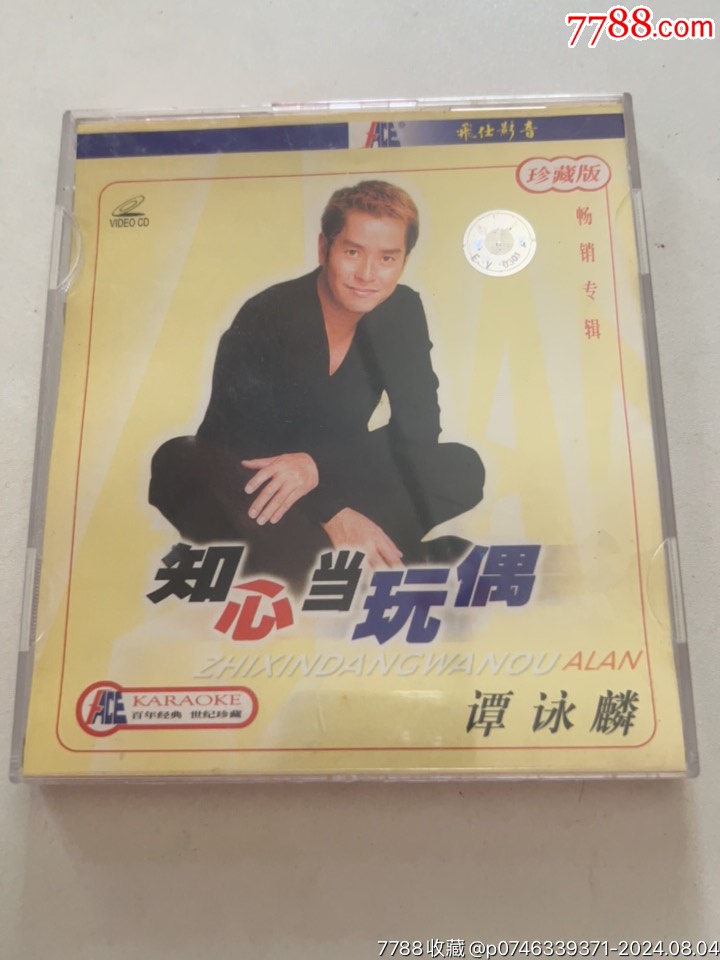 7788.com
FACE®
飛仕影音
珍藏版
VIDEO CD
畅销专辑
知心当玩偶
ZHIXINDANGWANOU ALAN
FACE KARAOKE
百年经典 世纪珍藏
谭咏麟
7788收藏 @p0746339371-2024.08.04